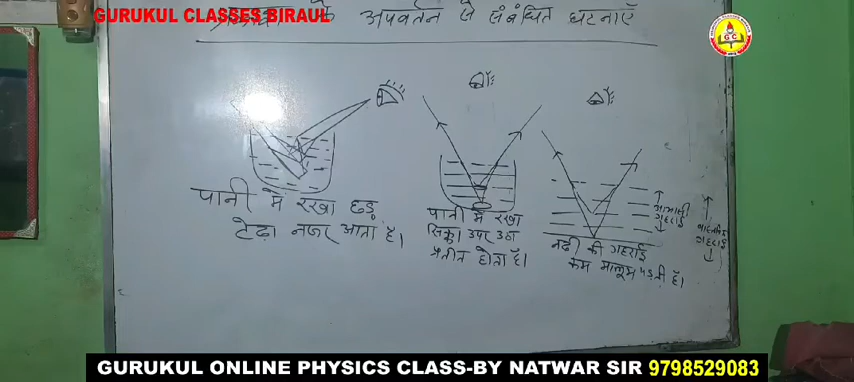 GURUKUL CLASSES BIRAUL
के अपवर्तन से संबंधित घटनाएँ
GC
पानी में रखा छड़
टेढ़ा नजर आता है।
पानी में रखा
सिक्का उपर उठा
प्रतीत होता है।
नदी की गहराई
कम मालूम पड़ती है।
आभासी
गहराई
वास्तविक
गहराई
GURUKUL ONLINE PHYSICS CLASS-BY NATWAR SIR 9798529083